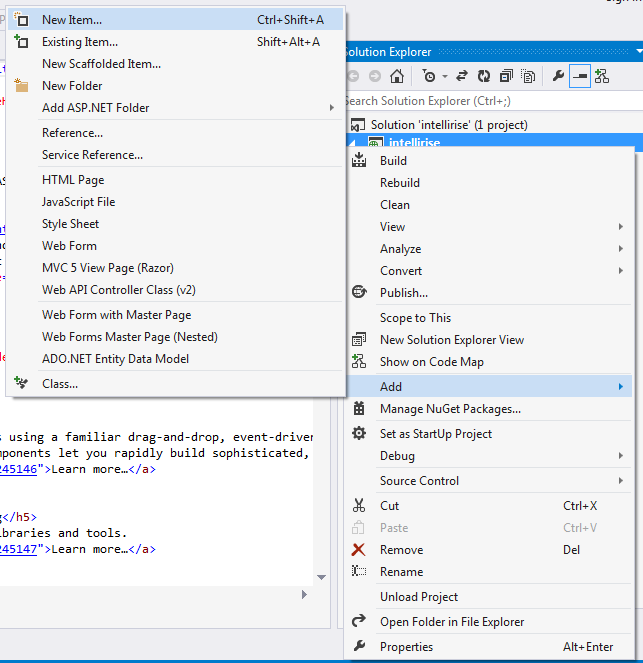 New Item... Ctrl+Shift+A
Existing Item... Shift+Alt+A
New Scaffolded Item...
New Folder
Add ASP.NET Folder
Reference...
Service Reference...
HTML Page
JavaScript File
Style Sheet
Web Form
MVC 5 View Page (Razor)
Web API Controller Class (v2)
Web Form with Master Page
Web Forms Master Page (Nested)
ADO.NET Entity Data Model
Class...
s using a familiar drag-and-drop, event-driver
mponents let you rapidly build sophisticated,
245146">Learn more…</a>
g</h5>
ibraries and tools.
245147">Learn more…</a>
Solution Explorer
Search Solution Explorer (Ctrl+;)
Solution 'intellirise' (1 project)
intellirise
Build
Rebuild
Clean
View
Analyze
Convert
Publish...
Scope to This
New Solution Explorer View
Show on Code Map
Add
Manage NuGet Packages...
Set as StartUp Project
Debug
Source Control
Cut Ctrl+X
Paste Ctrl+V
Remove Del
Rename
Unload Project
Open Folder in File Explorer
Properties Alt+Enter